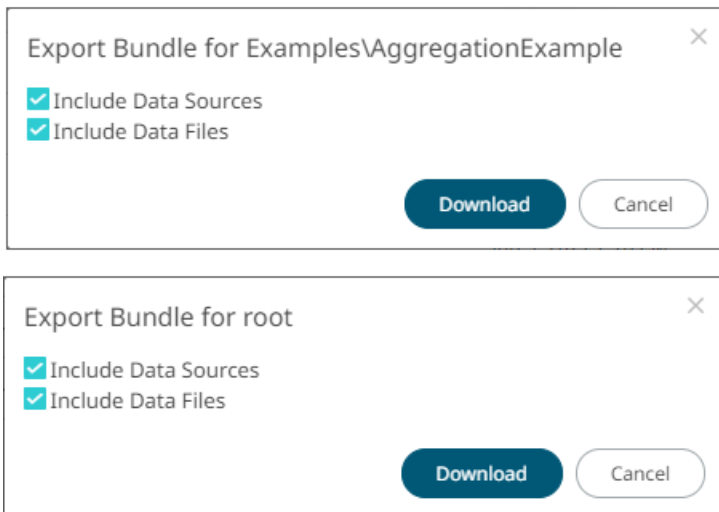 Export Bundle for Examples\AggregationExample
Include Data Sources
Include Data Files
Download Cancel
Export Bundle for root
Include Data Sources
Include Data Files
Download Cancel